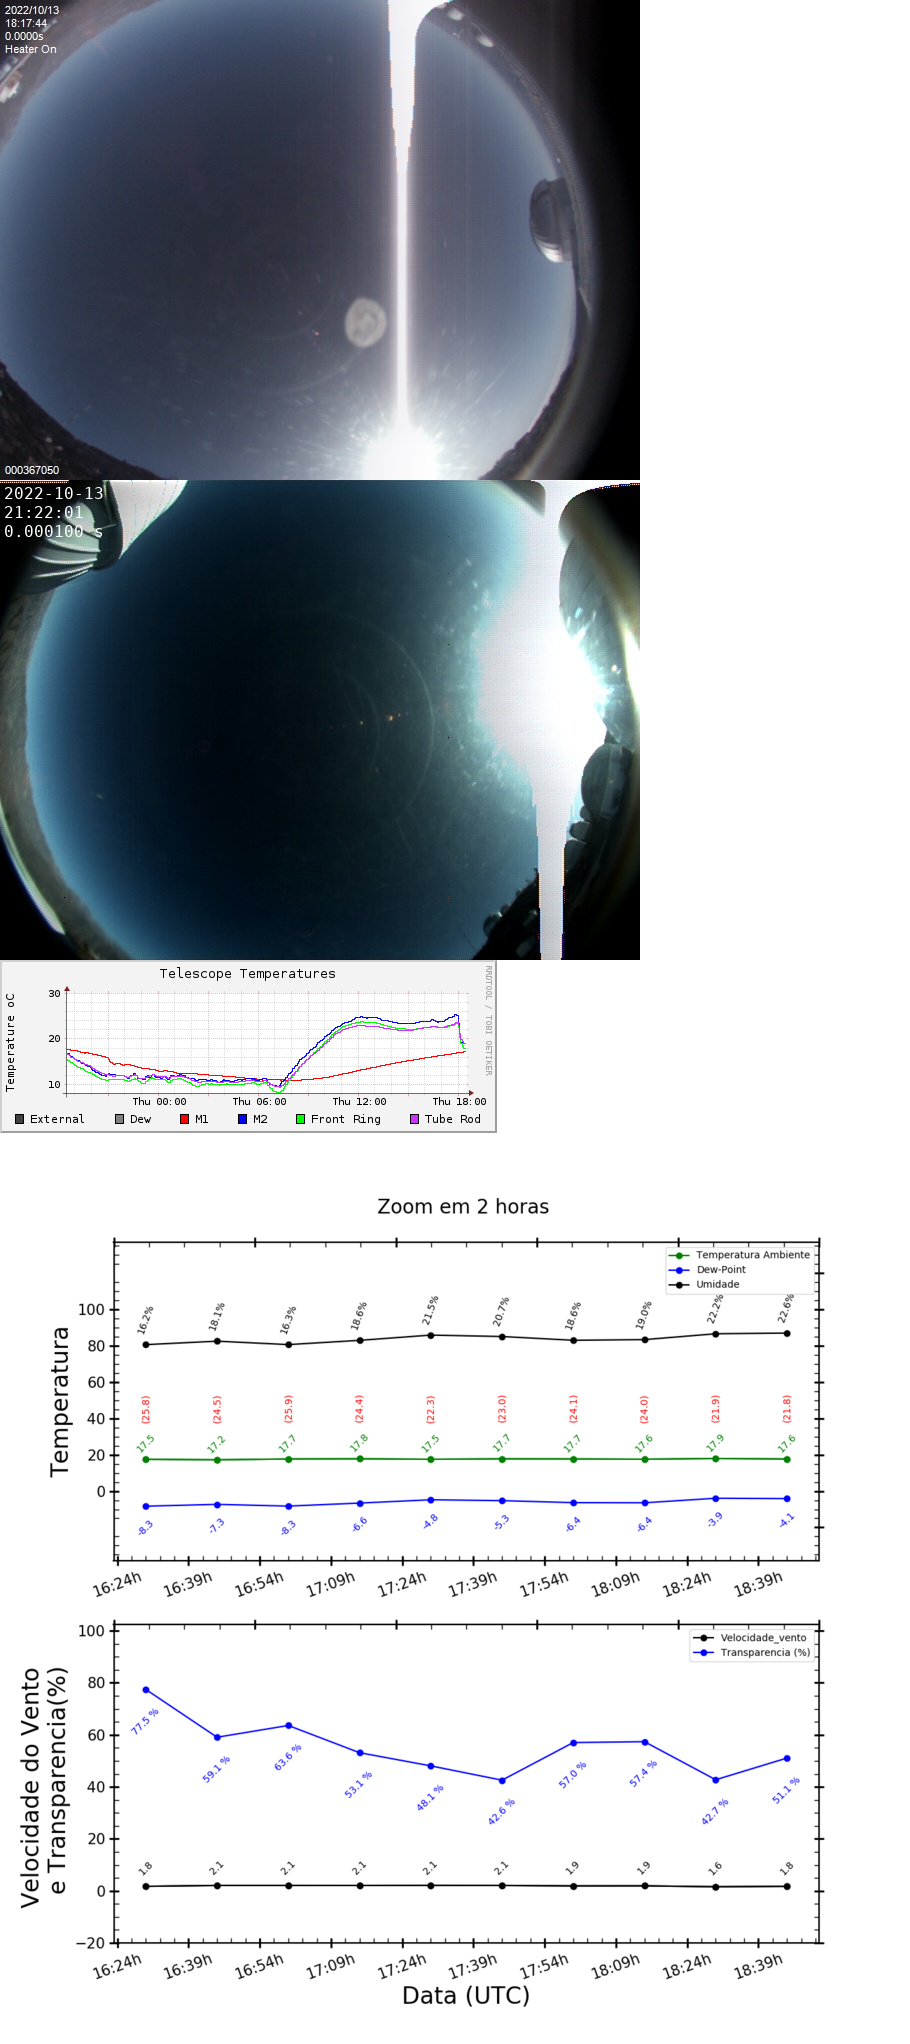 2022/10/13
18:17:44
0.0000s
Heater On
000367050
2022-10-13
21:22:01
0.000100 s
Telescope Temperatures
RRDTOOL / TOBI OETIKER
Temperature oC
30
20
10
Thu 00:00 Thu 06:00 Thu 12:00 Thu 18:00
External Dew M1 M2 Front Ring Tube Rod
Zoom em 2 horas
Temperatura Ambiente
Dew-Point
Umidade
Temperatura
100
80
60
40
20
0
16.2% 18.1% 16.3% 18.6% 21.5% 20.7% 18.6% 19.0% 22.2% 22.6%
(25.8) (24.5) (25.9) (24.4) (22.3) (23.0) (24.1) (24.0) (21.9) (21.8)
17.5 17.2 17.7 17.8 17.5 17.7 17.7 17.6 17.9 17.6
-8.3 -7.3 -8.3 -6.6 -4.8 -5.3 -6.4 -6.4 -3.9 -4.1
16:24h 16:39h 16:54h 17:09h 17:24h 17:39h 17:54h 18:09h 18:24h 18:39h
Velocidade_vento
Transparencia (%)
Velocidade do Vento
e Transparencia(%)
100
80
60
40
20
0
−20
77.5 % 59.1 % 63.6 % 53.1 % 48.1 % 42.6 % 57.0 % 57.4 % 42.7 % 51.1 %
1.8 2.1 2.1 2.1 2.1 2.1 1.9 1.9 1.6 1.8
16:24h 16:39h 16:54h 17:09h 17:24h 17:39h 17:54h 18:09h 18:24h 18:39h
Data (UTC)